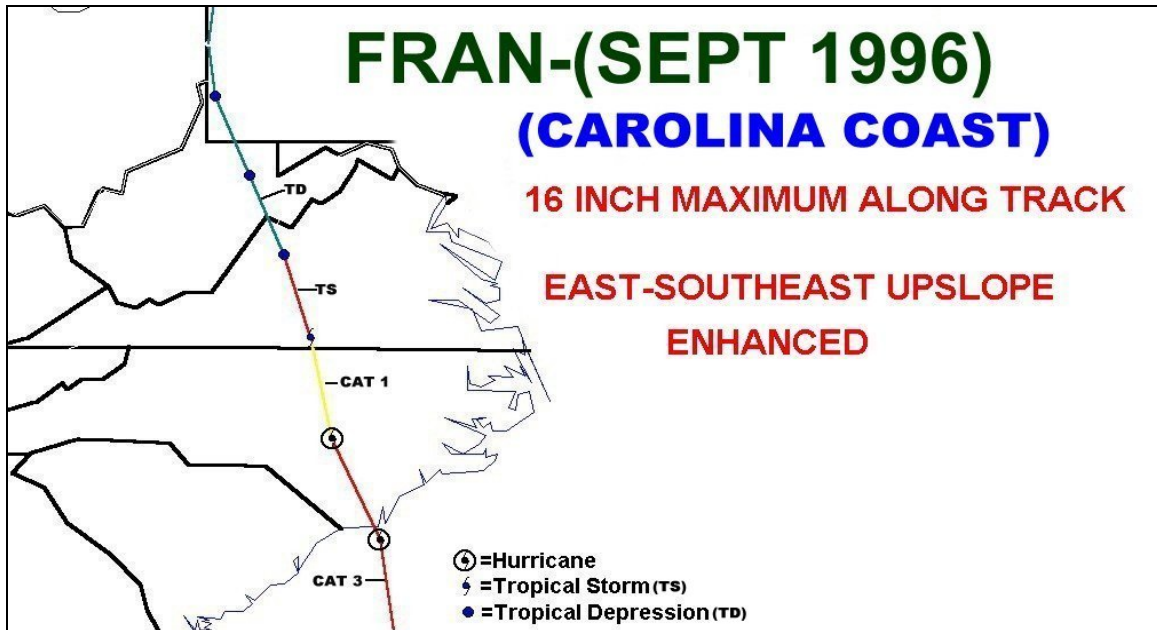 FRAN-(SEPT 1996)
(CAROLINA COAST)
16 INCH MAXIMUM ALONG TRACK
TD
EAST-SOUTHEAST UPSLOPE
TS
ENHANCED
CAT 1
=Hurricane
CAT 3
=Tropical Storm (TS)
=Tropical Depression (TD)